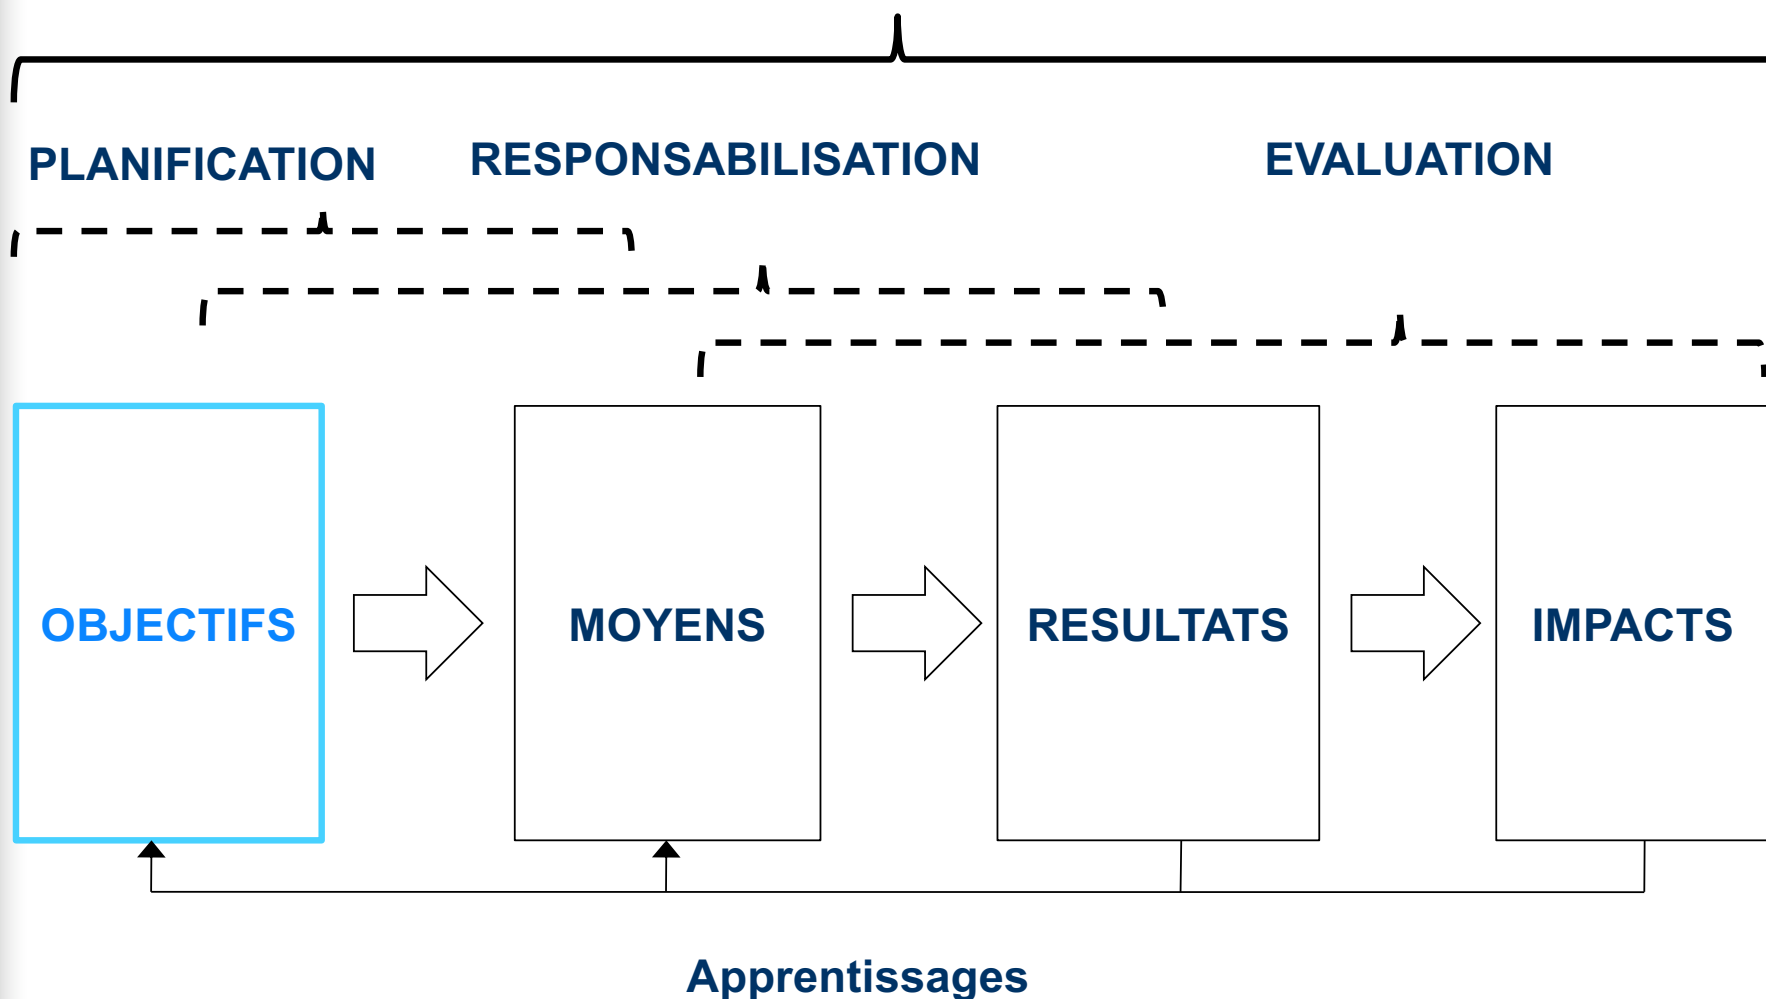 PLANIFICATION
RESPONSABILISATION
EVALUATION
OBJECTIFS
MOYENS
RESULTATS
IMPACTS
Apprentissages